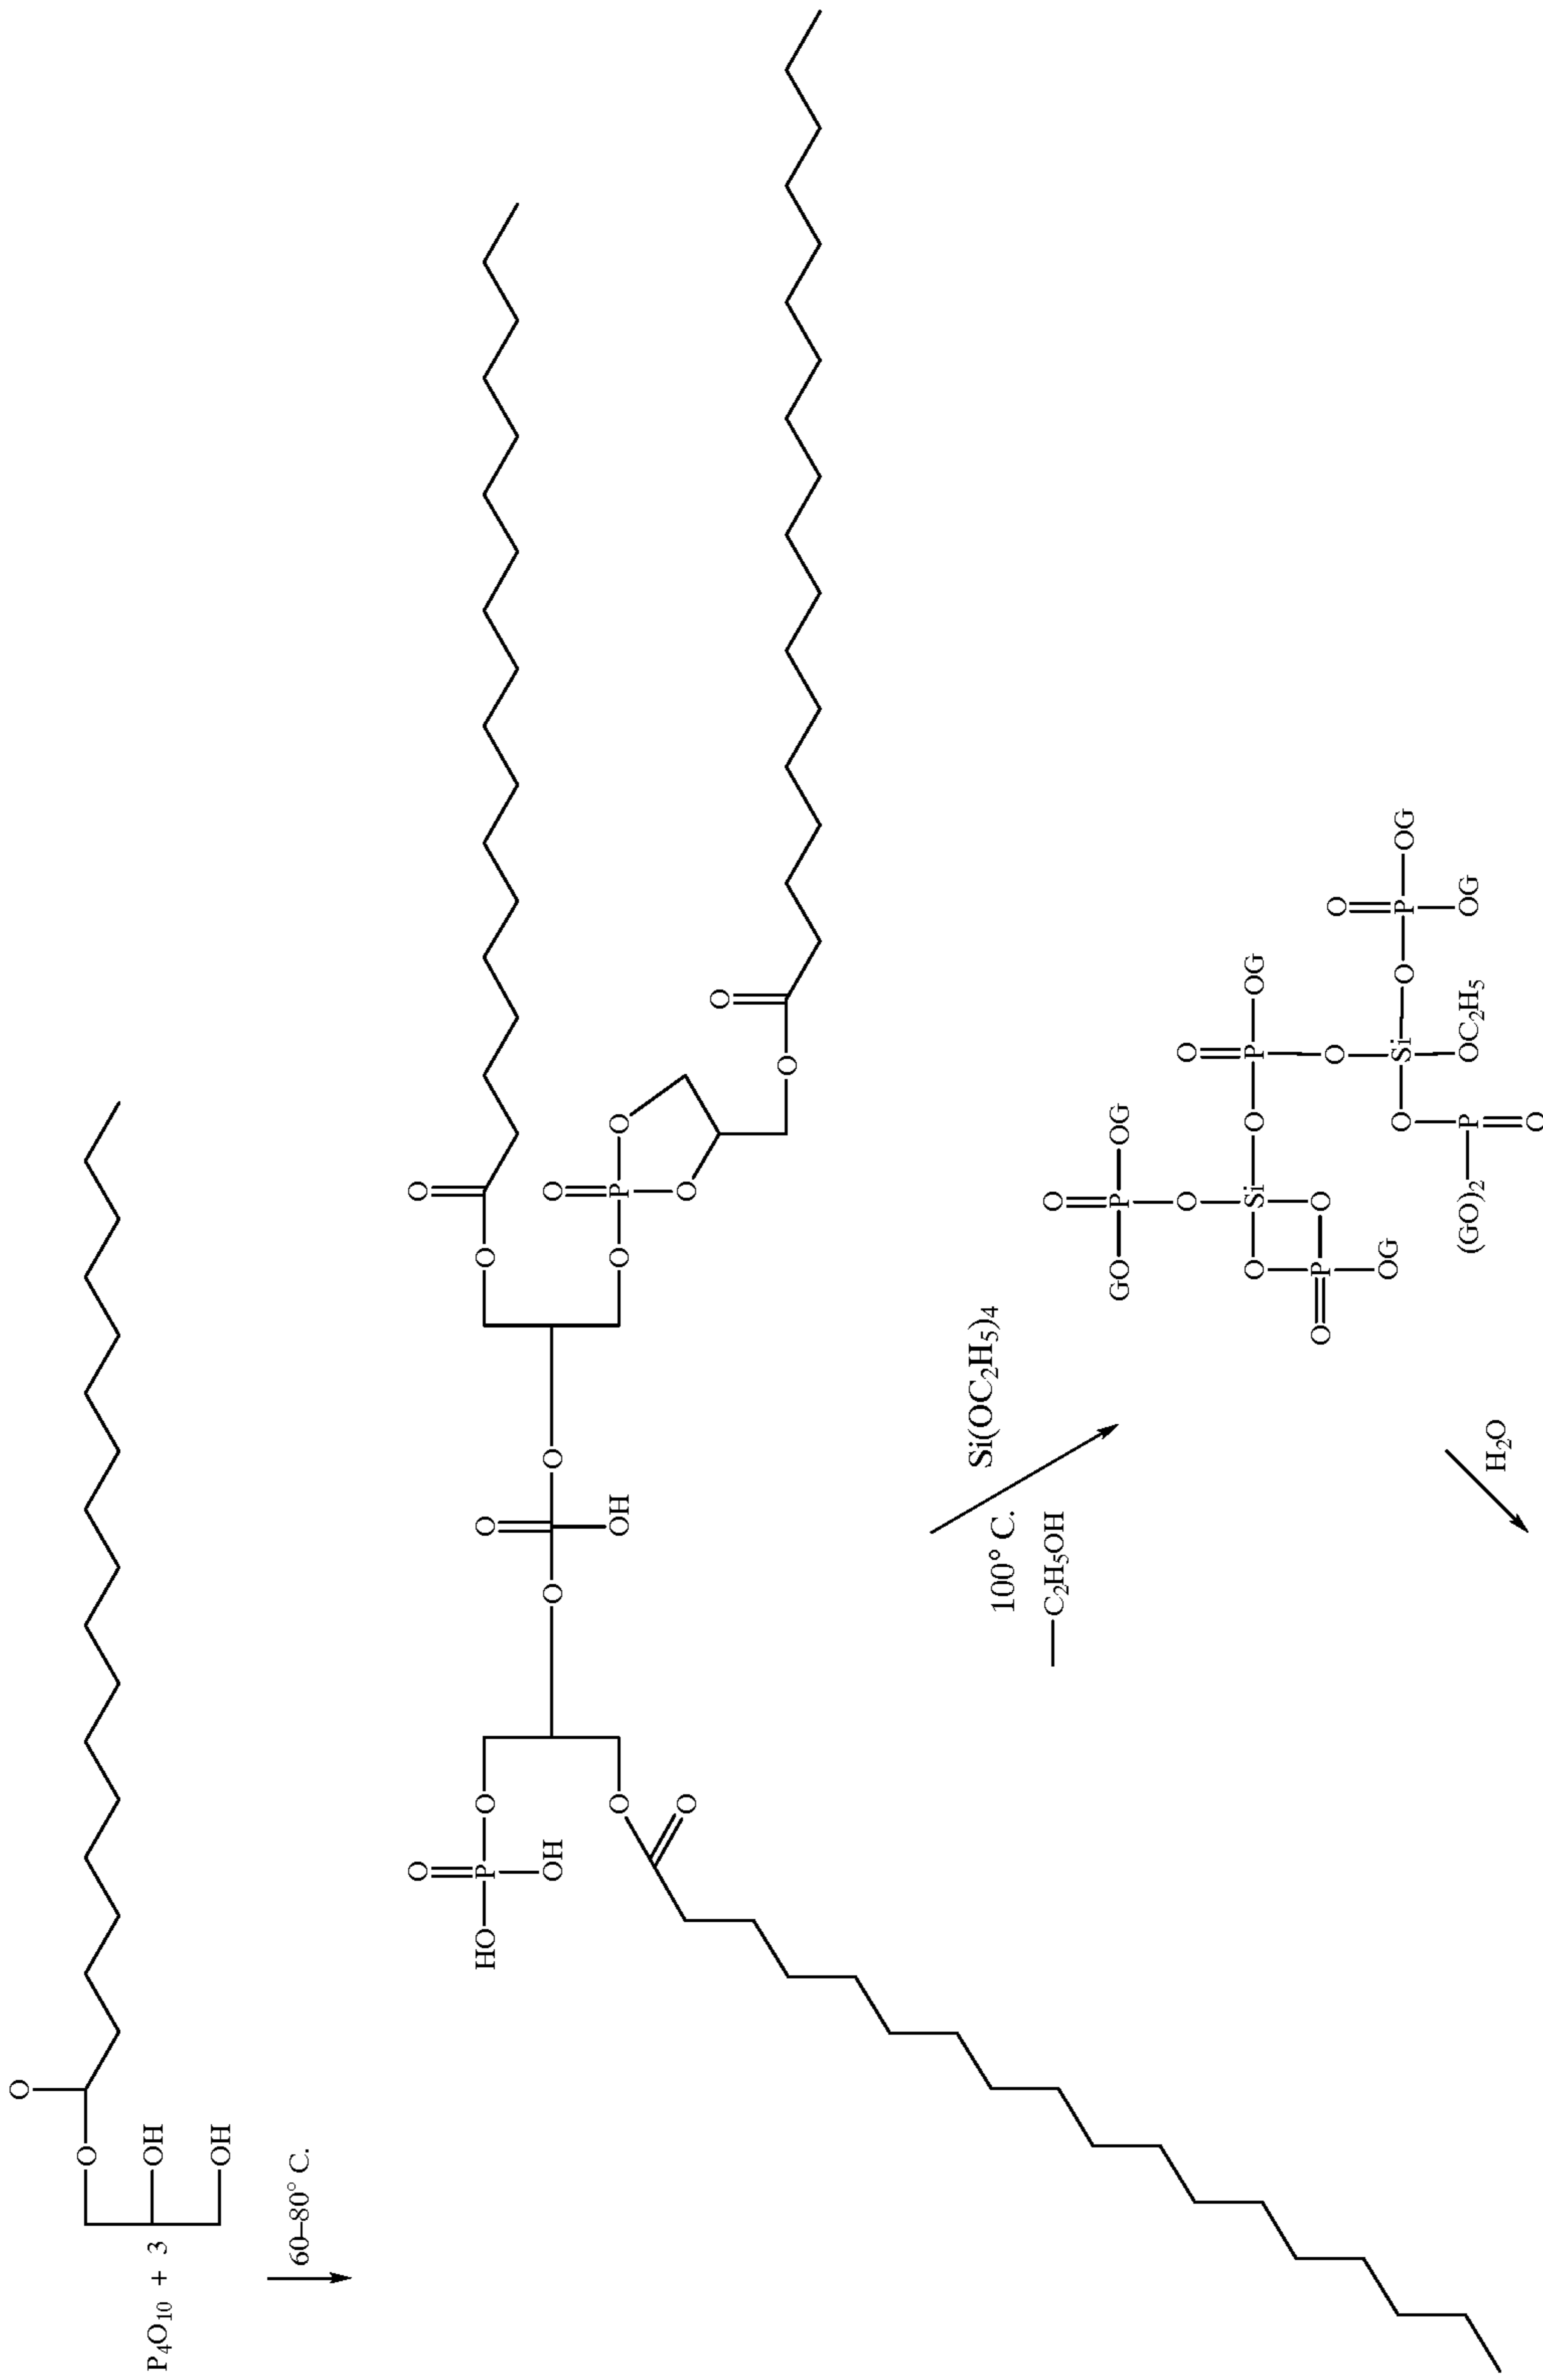 O
O
OH
P₄O₁₀ + 3
OH
60–80° C.
O
O
O
O
HO—P—O
OH
O
O—O
OH
O
O
O—P—O
O
O
O
O
O
100° C.
Si(OC₂H₅)₄
—C₂H₅OH
O
GO—P—OG
O
O
Si—O—P—OG
O
O
O
O=P
OG
O
O—Si—O—P—OG
OC₂H₅
OG
(GO)₂—P
O
H₂O